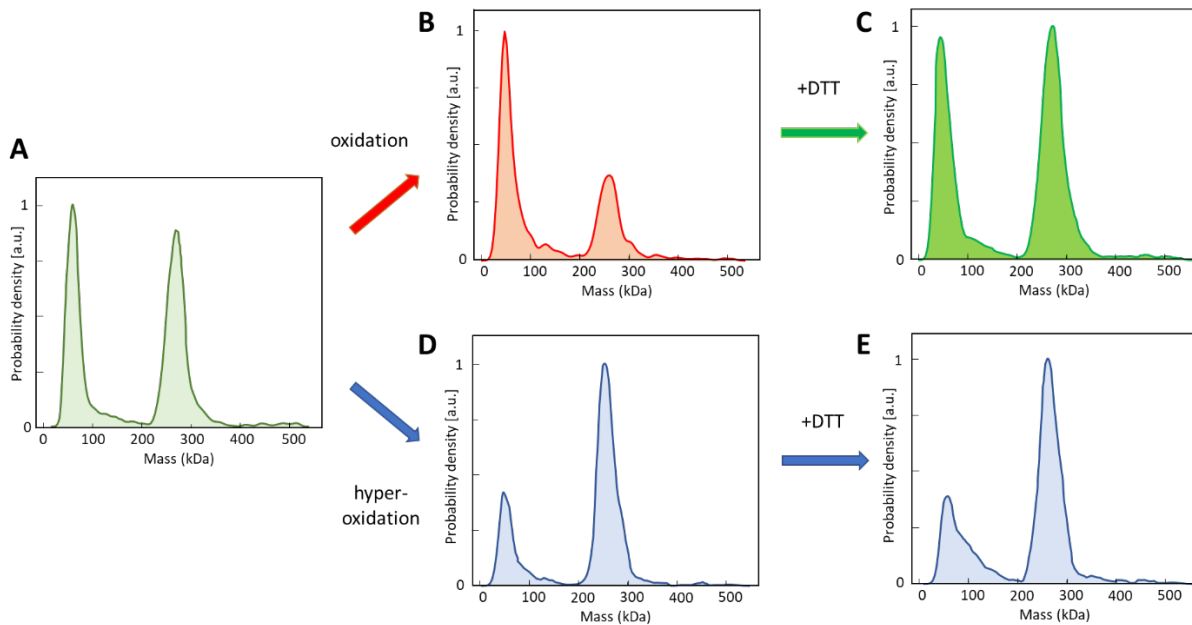 A
Probability density [a.u.]
1
0
0 100 200 300 400 500
Mass (kDa)
oxidation
hyper-
oxidation
B
Probability density [a.u.]
1
0
0 100 200 300 400 500
Mass (kDa)
+DTT
C
Probability density [a.u.]
1
0
0 100 200 300 400 500
Mass (kDa)
D
Probability density [a.u.]
1
0
0 100 200 300 400 500
Mass (kDa)
+DTT
E
Probability density [a.u.]
1
0
0 100 200 300 400 500
Mass (kDa)